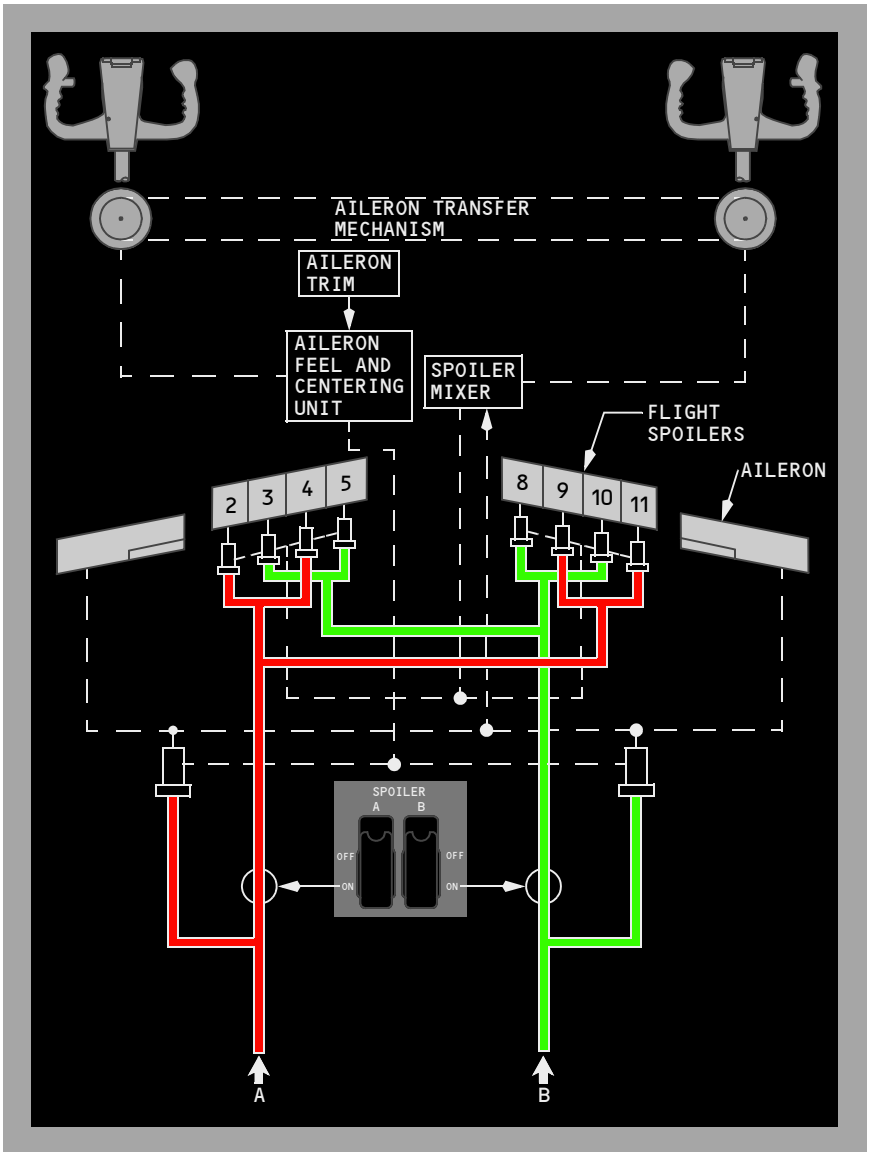 AILERON TRANSFER
MECHANISM
AILERON
TRIM
AILERON
FEEL AND
CENTERING
UNIT
SPOILER
MIXER
FLIGHT
SPOILERS
AILERON
2 3 4 5
8 9 10 11
SPOILER
A B
OFF OFF
ON ON
A B